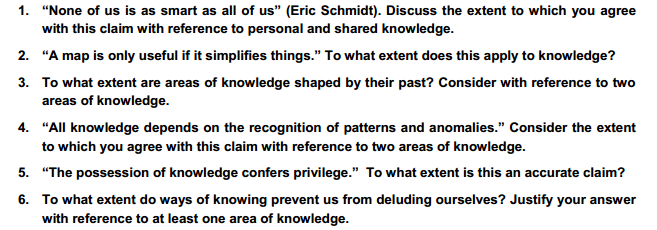 1. “None of us is as smart as all of us” (Eric Schmidt). Discuss the extent to which you agree
with this claim with reference to personal and shared knowledge.
2. “A map is only useful if it simplifies things.” To what extent does this apply to knowledge?
3. To what extent are areas of knowledge shaped by their past? Consider with reference to two
areas of knowledge.
4. “All knowledge depends on the recognition of patterns and anomalies.” Consider the extent
to which you agree with this claim with reference to two areas of knowledge.
5. “The possession of knowledge confers privilege.” To what extent is this an accurate claim?
6. To what extent do ways of knowing prevent us from deluding ourselves? Justify your answer
with reference to at least one area of knowledge.